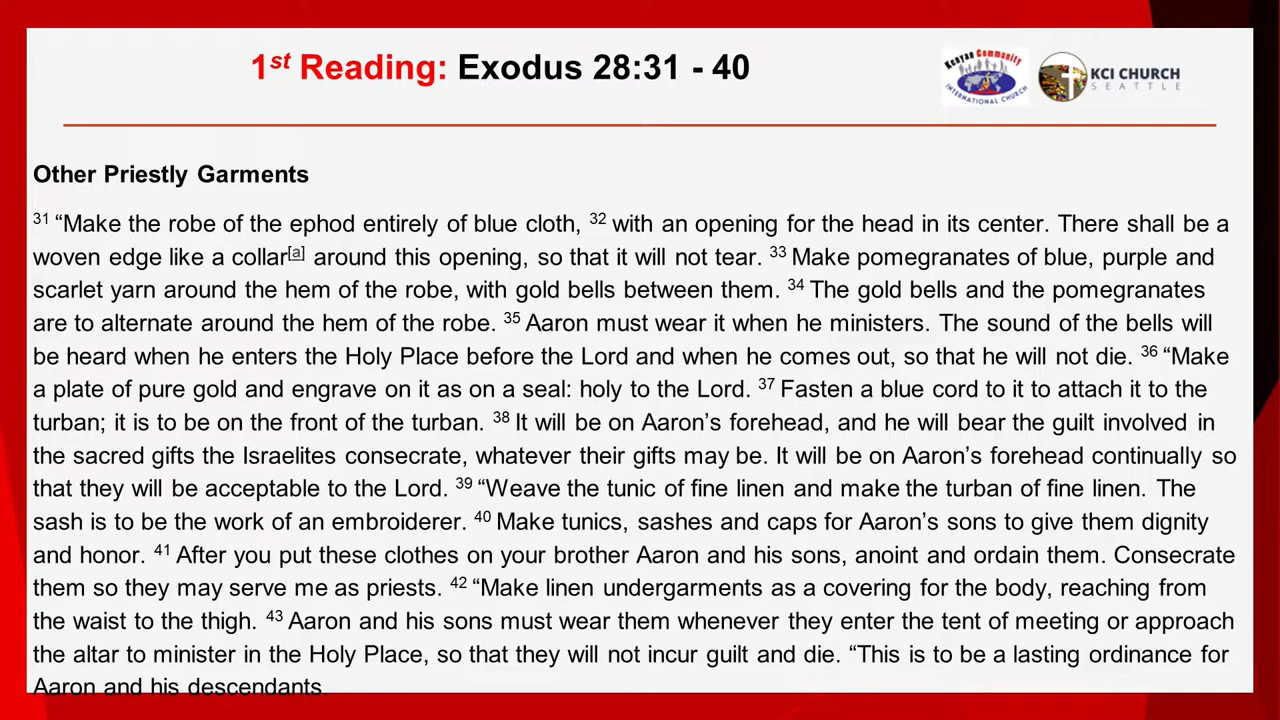 1st Reading: Exodus 28:31 - 40
Kenyan Community
INTERNATIONAL CHURCH
KCI CHURCH
SEATTLE
Other Priestly Garments
31 “Make the robe of the ephod entirely of blue cloth, 32 with an opening for the head in its center. There shall be a
woven edge like a collar[a] around this opening, so that it will not tear. 33 Make pomegranates of blue, purple and
scarlet yarn around the hem of the robe, with gold bells between them. 34 The gold bells and the pomegranates
are to alternate around the hem of the robe. 35 Aaron must wear it when he ministers. The sound of the bells will
be heard when he enters the Holy Place before the Lord and when he comes out, so that he will not die. 36 “Make
a plate of pure gold and engrave on it as on a seal: holy to the Lord. 37 Fasten a blue cord to it to attach it to the
turban; it is to be on the front of the turban. 38 It will be on Aaron’s forehead, and he will bear the guilt involved in
the sacred gifts the Israelites consecrate, whatever their gifts may be. It will be on Aaron’s forehead continually so
that they will be acceptable to the Lord. 39 “Weave the tunic of fine linen and make the turban of fine linen. The
sash is to be the work of an embroiderer. 40 Make tunics, sashes and caps for Aaron’s sons to give them dignity
and honor. 41 After you put these clothes on your brother Aaron and his sons, anoint and ordain them. Consecrate
them so they may serve me as priests. 42 “Make linen undergarments as a covering for the body, reaching from
the waist to the thigh. 43 Aaron and his sons must wear them whenever they enter the tent of meeting or approach
the altar to minister in the Holy Place, so that they will not incur guilt and die. “This is to be a lasting ordinance for
Aaron and his descendants.